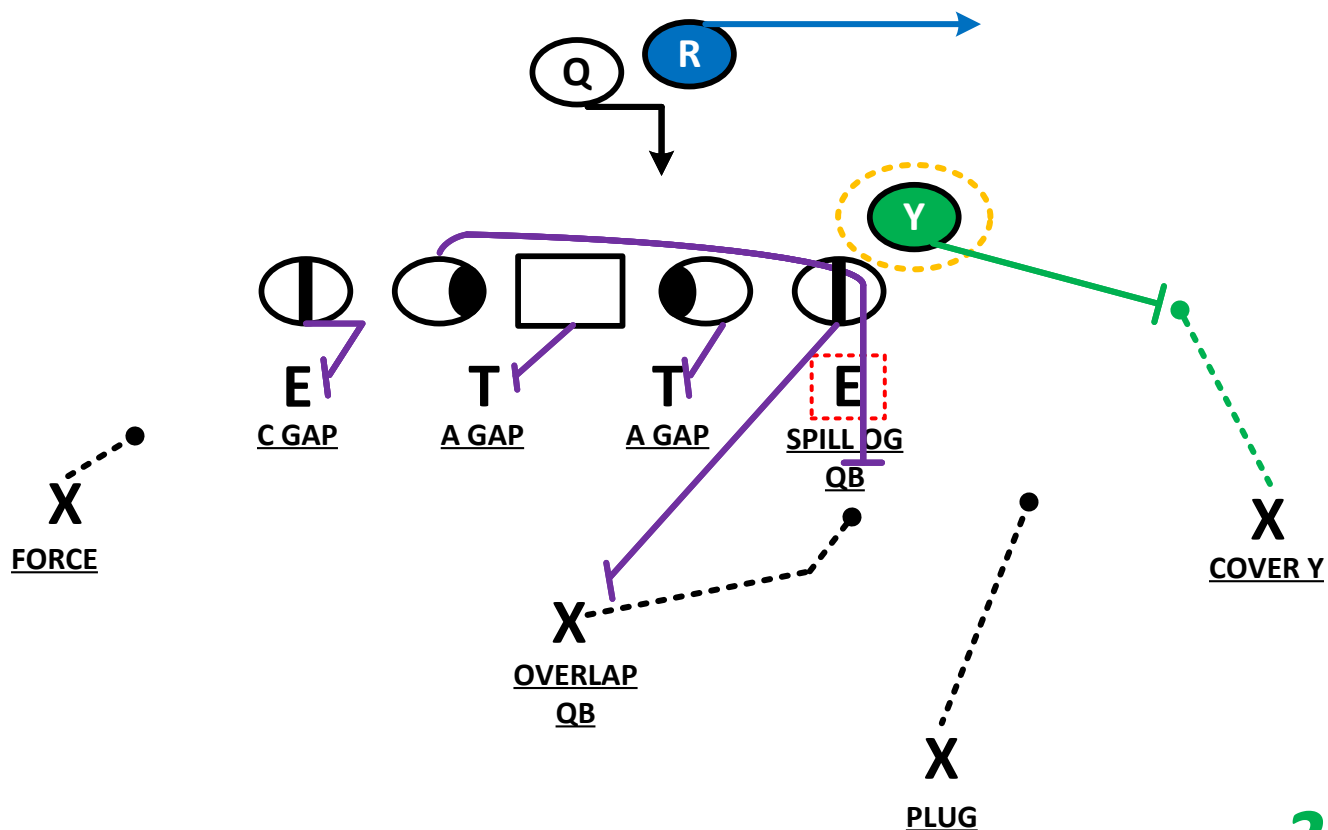 R
Q
Y
E T T E
C GAP A GAP A GAP SPILL OG
QB
X
FORCE
X
COVER Y
X
OVERLAP
QB
X
PLUG